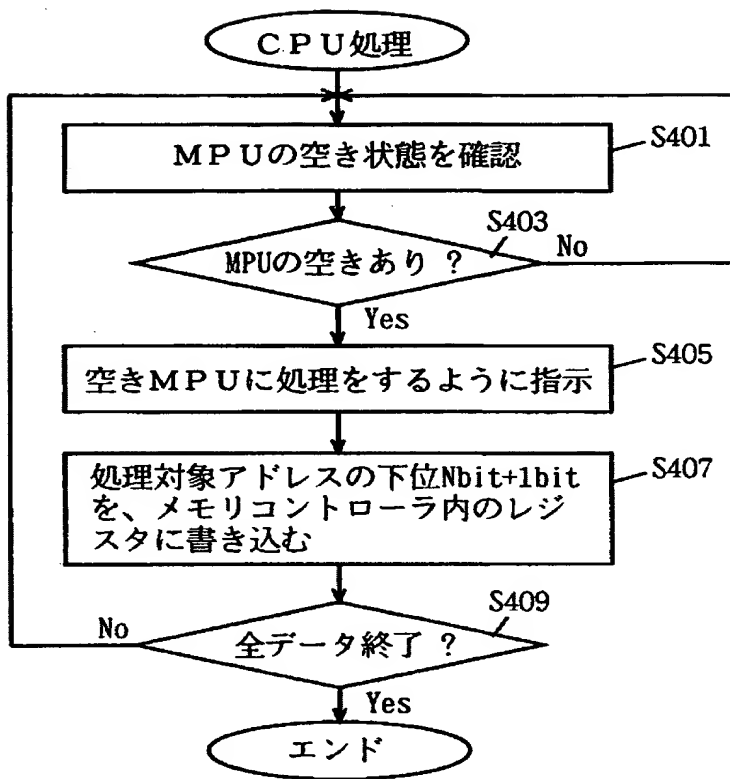 ＣＰＵ処理
ＭＰＵの空き状態を確認
S401
S403
MPUの空きあり ?
No
Yes
空きＭＰＵに処理をするように指示
S405
処理対象アドレスの下位Nbit+1bit
を、メモリコントローラ内のレジ
スタに書き込む
S407
S409
No
全データ終了 ?
Yes
エンド